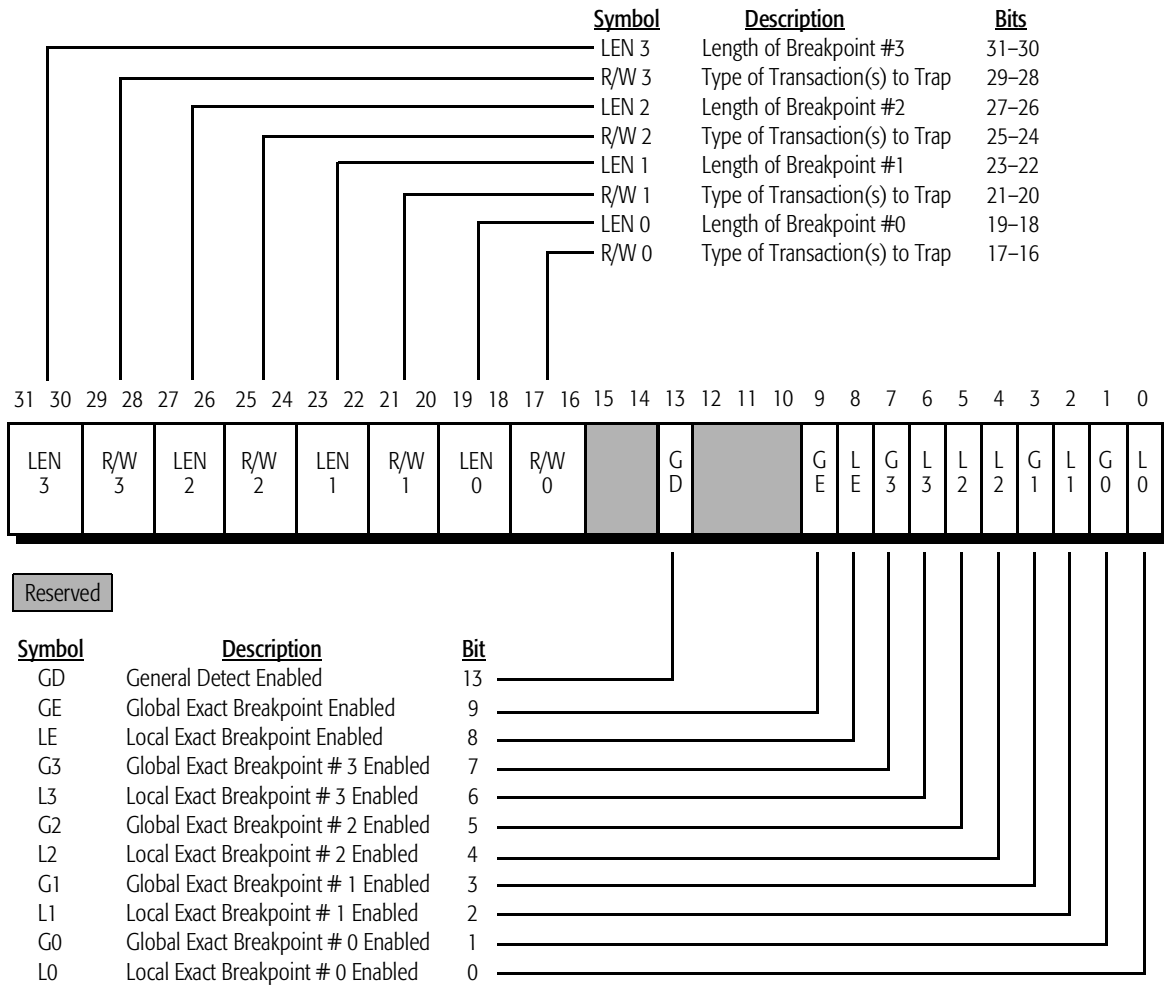 Symbol Description Bits
LEN 3 Length of Breakpoint #3 31–30
R/W 3 Type of Transaction(s) to Trap 29–28
LEN 2 Length of Breakpoint #2 27–26
R/W 2 Type of Transaction(s) to Trap 25–24
LEN 1 Length of Breakpoint #1 23–22
R/W 1 Type of Transaction(s) to Trap 21–20
LEN 0 Length of Breakpoint #0 19–18
R/W 0 Type of Transaction(s) to Trap 17–16
31 30 29 28 27 26 25 24 23 22 21 20 19 18 17 16 15 14 13 12 11 10 9 8 7 6 5 4 3 2 1 0
LEN R/W LEN R/W LEN R/W LEN R/W G G L G L L L G L G L
3 3 2 2 1 1 0 0 D E E 3 3 2 2 1 1 0 0
Reserved
Symbol Description Bit
GD General Detect Enabled 13
GE Global Exact Breakpoint Enabled 9
LE Local Exact Breakpoint Enabled 8
G3 Global Exact Breakpoint # 3 Enabled 7
L3 Local Exact Breakpoint # 3 Enabled 6
G2 Global Exact Breakpoint # 2 Enabled 5
L2 Local Exact Breakpoint # 2 Enabled 4
G1 Global Exact Breakpoint # 1 Enabled 3
L1 Local Exact Breakpoint # 1 Enabled 2
G0 Global Exact Breakpoint # 0 Enabled 1
L0 Local Exact Breakpoint # 0 Enabled 0